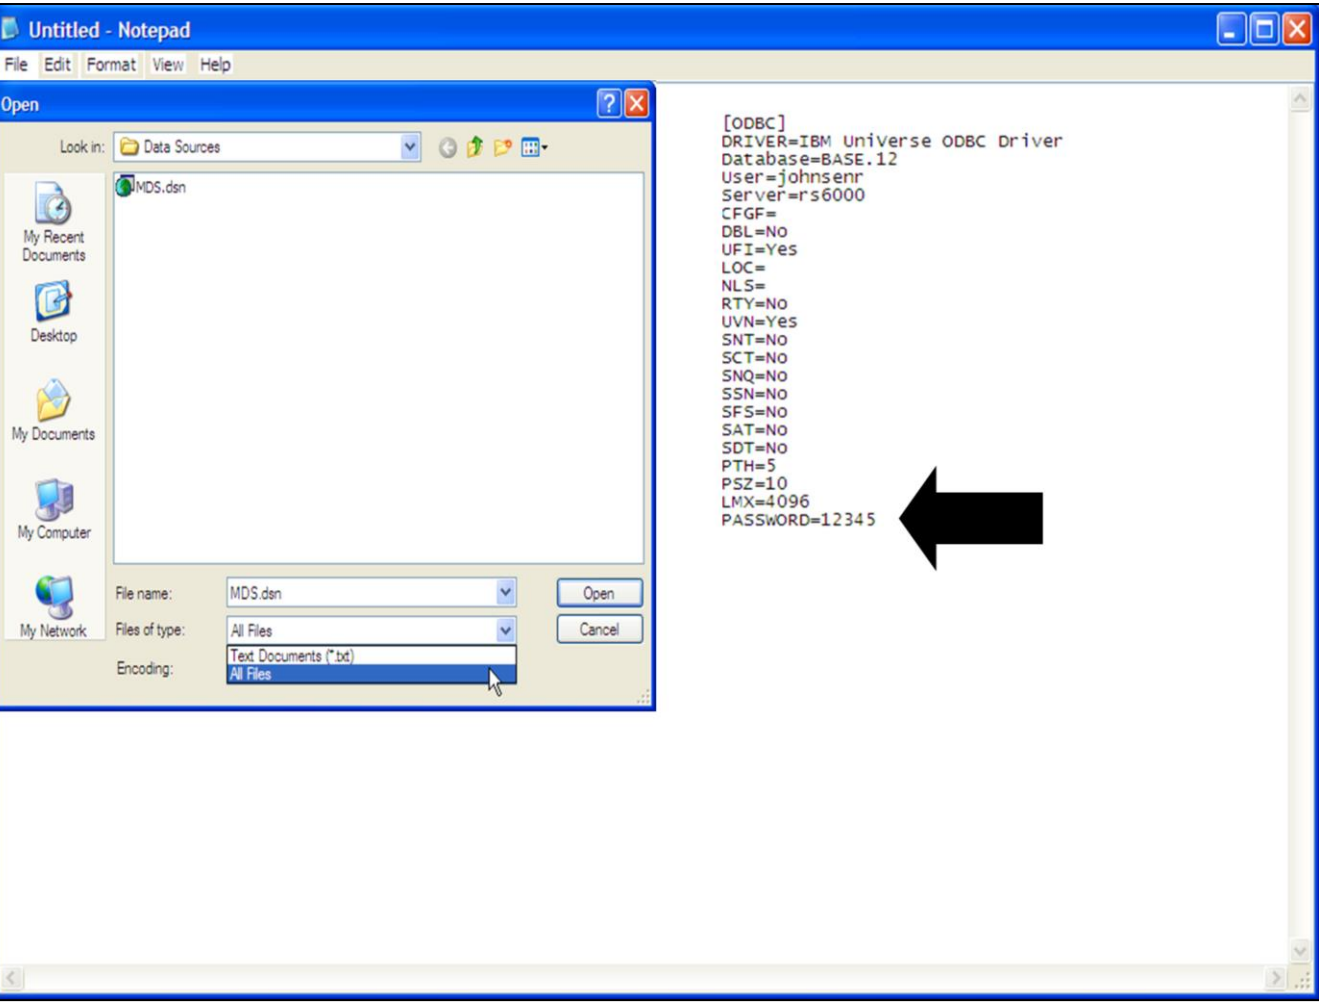 Untitled - Notepad
File Edit Format View Help
Open
Look in: Data Sources
MDS.dsn
My Recent
Documents
Desktop
My Documents
My Computer
My Network
File name: MDS.dsn Open
Files of type: All Files Cancel
Text Documents (*.txt)
Encoding: All Files
[ODBC]
DRIVER=IBM UniVerse ODBC Driver
Database=BASE.12
User=johnsenr
Server=rs6000
CFGF=
DBL=No
UFI=Yes
LOC=
NLS=
RTY=No
UVN=Yes
SNT=No
SCT=No
SNQ=No
SSN=No
SFS=No
SAT=No
SDT=No
PTH=5
PSZ=10
LMX=4096
PASSWORD=12345